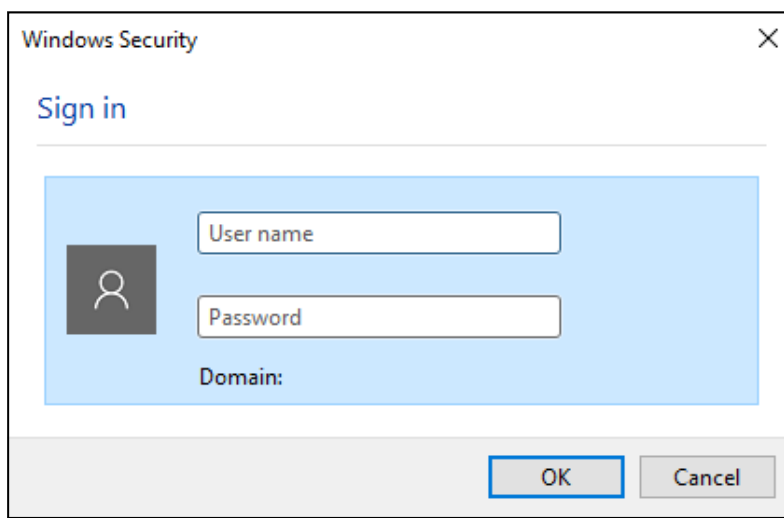 Windows Security
Sign in
User name
Password
Domain:
OK
Cancel